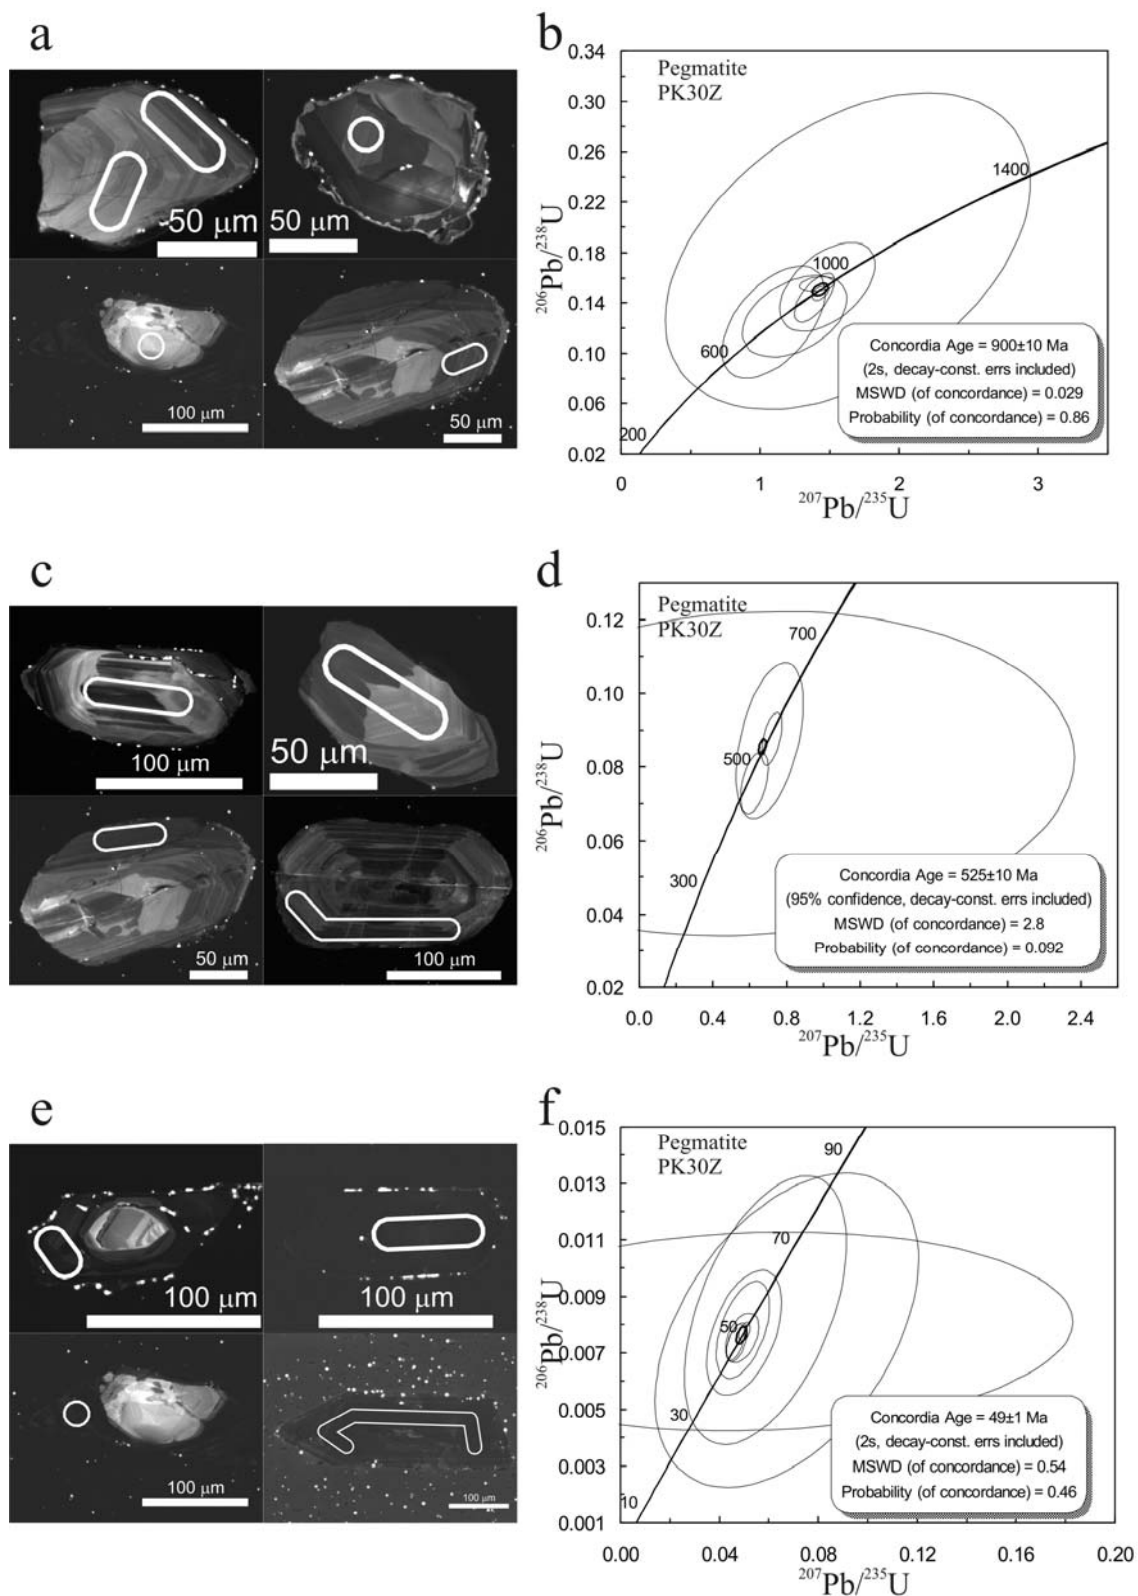 a
50 μm
50 μm
100 μm
50 μm
b
Pegmatite
PK30Z
0.34
0.30
0.26
0.22
0.18
0.14
0.10
0.06
0.02
206Pb/238U
1400
1000
600
200
Concordia Age = 900±10 Ma
(2s, decay-const. errs included)
MSWD (of concordance) = 0.029
Probability (of concordance) = 0.86
0
1
2
3
207Pb/235U
c
100 μm
50 μm
50 μm
100 μm
d
Pegmatite
PK30Z
0.12
0.10
0.08
0.06
0.04
0.02
206Pb/238U
700
500
300
Concordia Age = 525±10 Ma
(95% confidence, decay-const. errs included)
MSWD (of concordance) = 2.8
Probability (of concordance) = 0.092
0.0
0.4
0.8
1.2
1.6
2.0
2.4
207Pb/235U
e
100 μm
100 μm
100 μm
100 μm
f
Pegmatite
PK30Z
0.015
0.013
0.011
0.009
0.007
0.005
0.003
0.001
206Pb/238U
90
70
50
30
10
Concordia Age = 49±1 Ma
(2s, decay-const. errs included)
MSWD (of concordance) = 0.54
Probability (of concordance) = 0.46
0.00
0.04
0.08
0.12
0.16
0.20
207Pb/235U